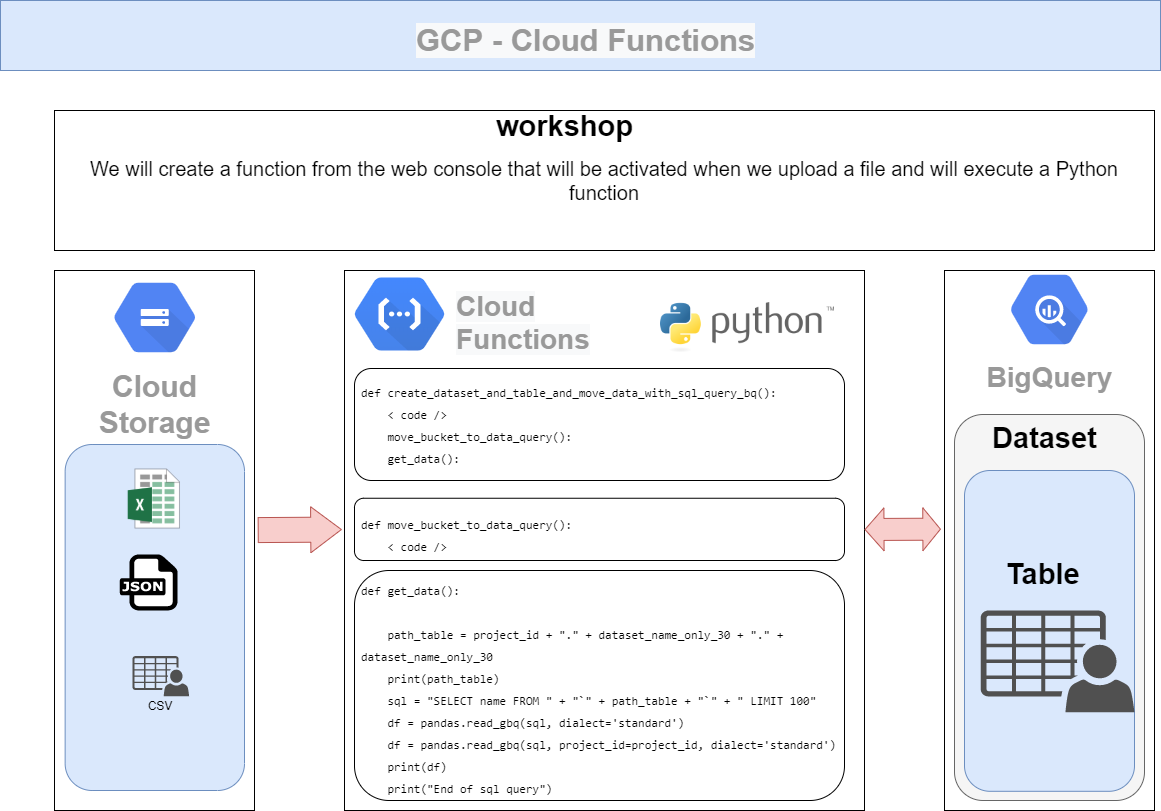 GCP - Cloud Functions
workshop
We will create a function from the web console that will be activated when we upload a file and will execute a Python
function
Cloud
Storage
X
JSON
CSV
Cloud
Functions
python™
def create_dataset_and_table_and_move_data_with_sql_query_bq():
< code />
move_bucket_to_data_query():
get_data():
def move_bucket_to_data_query():
< code />
def get_data():
path_table = project_id + "." + dataset_name_only_30 + "." +
dataset_name_only_30
print(path_table)
sql = "SELECT name FROM " + "`" + path_table + "`" + " LIMIT 100"
df = pandas.read_gbq(sql, dialect='standard')
df = pandas.read_gbq(sql, project_id=project_id, dialect='standard')
print(df)
print("End of sql query")
BigQuery
Dataset
Table